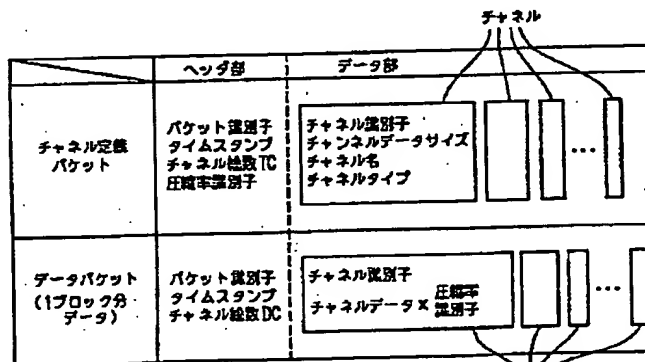 チャネル
ヘッダ部
データ部
チャネル定義
パケット
パケット識別子
タイムスタンプ
チャネル総数TC
圧縮率識別子
チャネル識別子
チャンネルデータサイズ
チャネル名
チャネルタイプ
...
データパケット
(1ブロック分
データ)
パケット識別子
タイムスタンプ
チャネル総数DC
チャネル識別子
チャネルデータ× 圧縮率
識別子
...